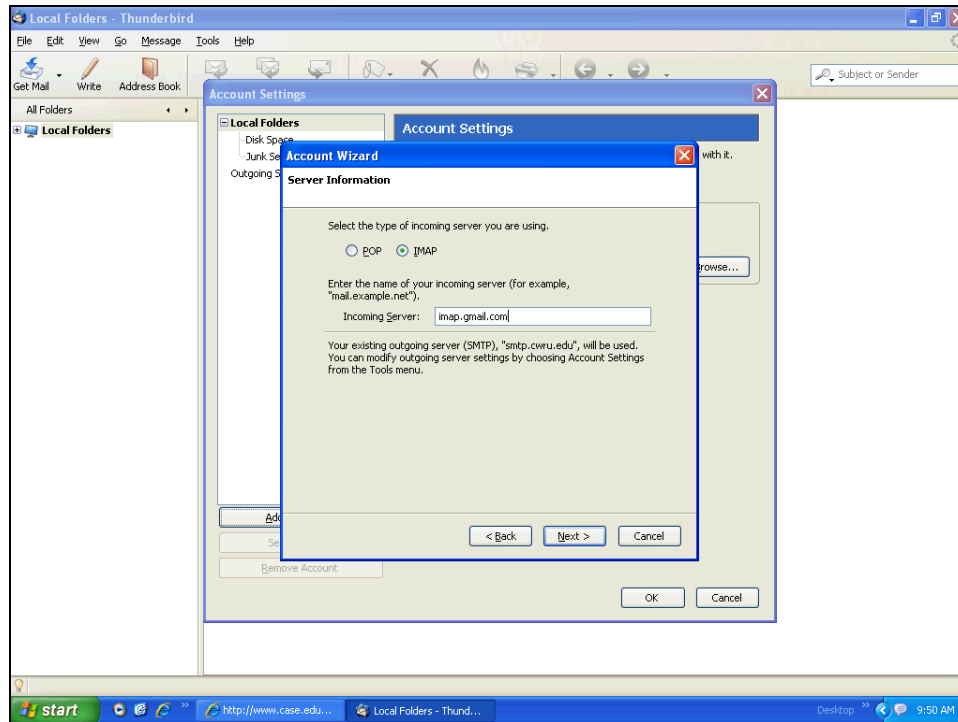 Local Folders - Thunderbird
File Edit View Go Message Tools Help
Get Mail Write Address Book
Subject or Sender
All Folders
Local Folders
Account Settings
Local Folders
Disk Space
Junk Se
Outgoing S
Account Settings
with it.
rowse...
Account Wizard
Server Information
Select the type of incoming server you are using.
POP IMAP
Enter the name of your incoming server (for example,
"mail.example.net").
Incoming Server: imap.gmail.com
Your existing outgoing server (SMTP), "smtp.cwru.edu", will be used.
You can modify outgoing server settings by choosing Account Settings
from the Tools menu.
< Back Next > Cancel
Add
Se
Remove Account
OK Cancel
start
http://www.case.edu...
Local Folders - Thund...
Desktop
9:50 AM